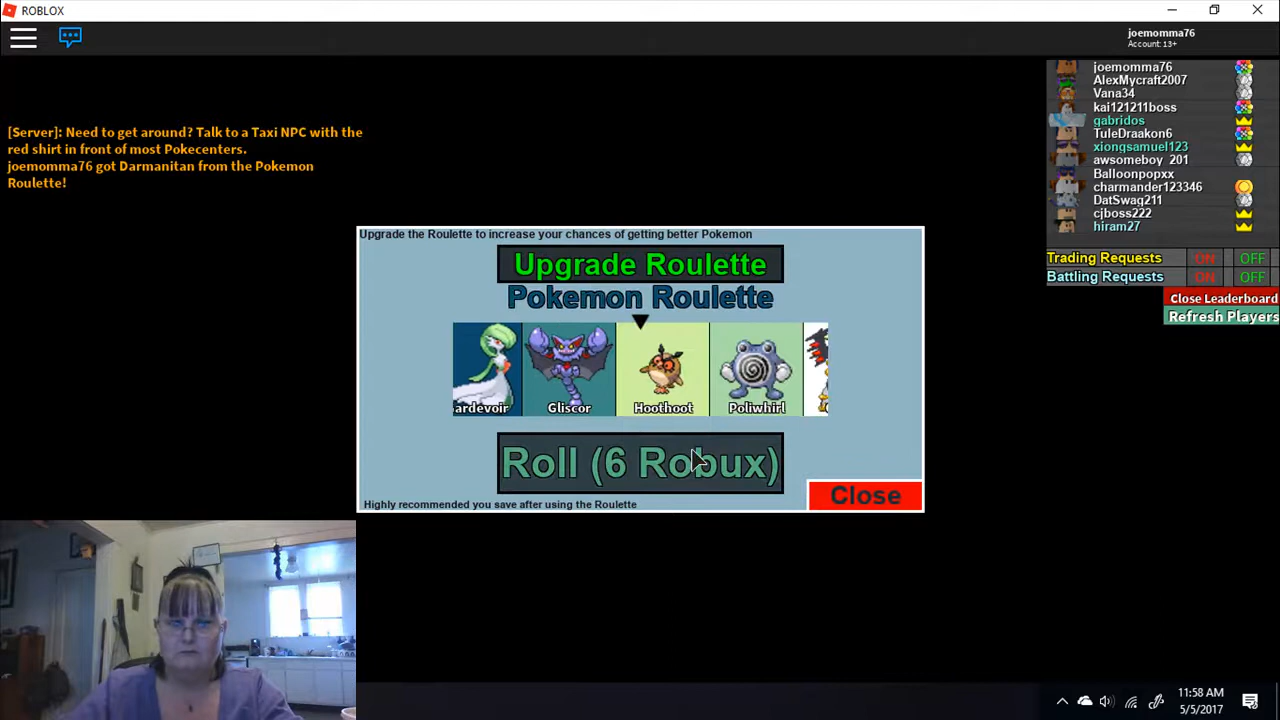 ROBLOX
joemomma76
Account: 13+
[Server]: Need to get around? Talk to a Taxi NPC with the
red shirt in front of most Pokecenters.
joemomma76 got Darmanitan from the Pokemon
Roulette!
joemomma76
AlexMycraft2007
Vana34
kai121211boss
gabridos
TuleDraakon6
xiongsamuel123
awsomeboy_201
Balloonpopxx
charmander123346
DatSwag211
cjboss222
hiram27
Trading Requests ON OFF
Battling Requests ON OFF
Close Leaderboard
Refresh Players
Upgrade the Roulette to increase your chances of getting better Pokemon
Upgrade Roulette
Pokemon Roulette
ardevoir Gliscor Hoothoot Poliwhirl
Roll (6 Robux)
Close
Highly recommended you save after using the Roulette
11:58 AM
5/5/2017